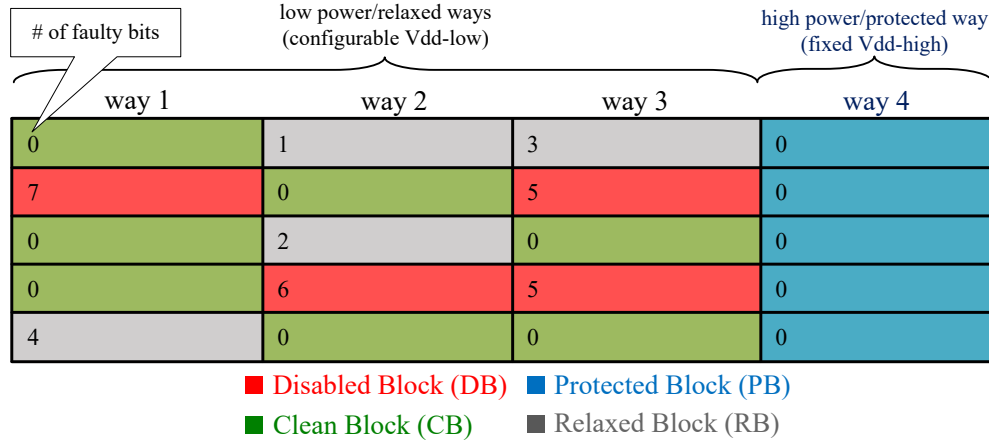 # of faulty bits
low power/relaxed ways
(configurable Vdd-low)
high power/protected way
(fixed Vdd-high)
way 1 way 2 way 3 way 4
0 1 3 0
7 0 5 0
0 2 0 0
0 6 5 0
4 0 0 0
Disabled Block (DB) Protected Block (PB)
Clean Block (CB) Relaxed Block (RB)